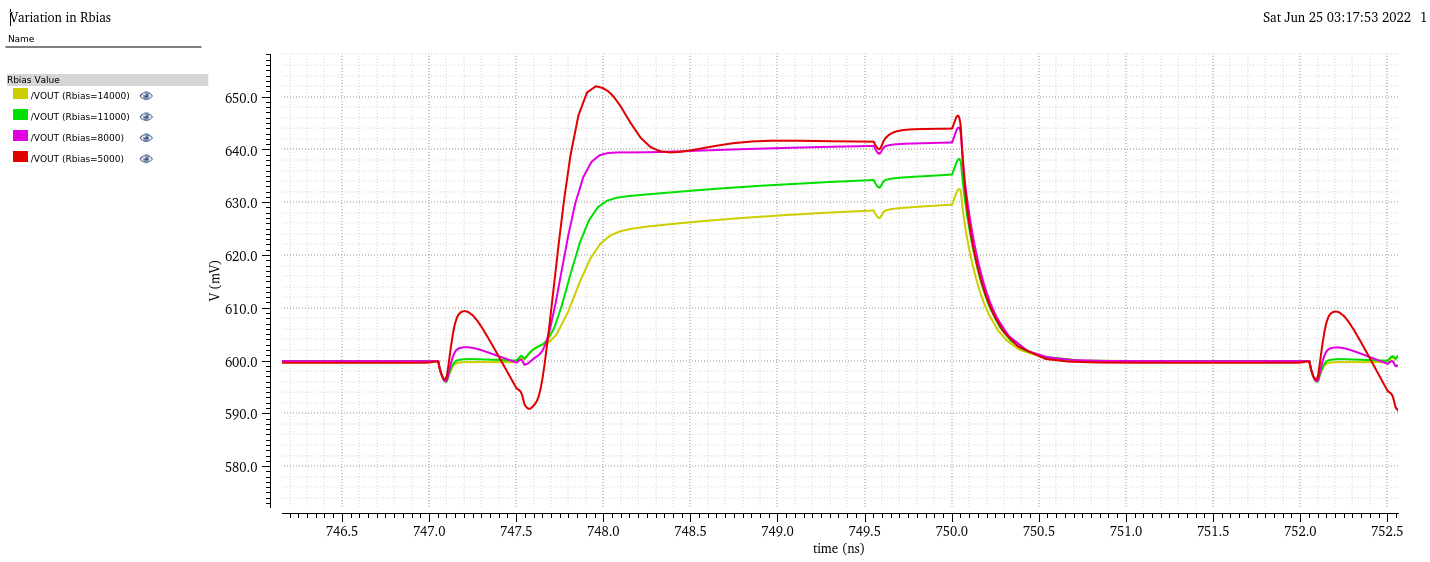 Variation in Rbias
Sat Jun 25 03:17:53 2022 1
Name
Rbias Value
/VOUT (Rbias=14000)
/VOUT (Rbias=11000)
/VOUT (Rbias=8000)
/VOUT (Rbias=5000)
V (mV)
650.0
640.0
630.0
620.0
610.0
600.0
590.0
580.0
746.5 747.0 747.5 748.0 748.5 749.0 749.5 750.0 750.5 751.0 751.5 752.0 752.5
time (ns)